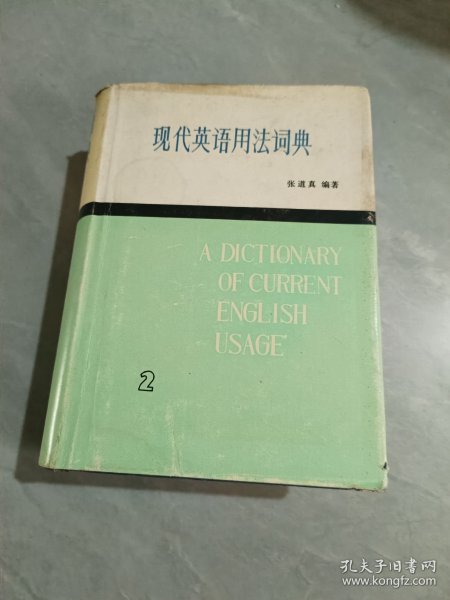 现代英语用法词典
张道真 编著
A DICTIONARY
OF CURRENT
ENGLISH
USAGE
2
孔夫子旧书网
www.kongfz.com